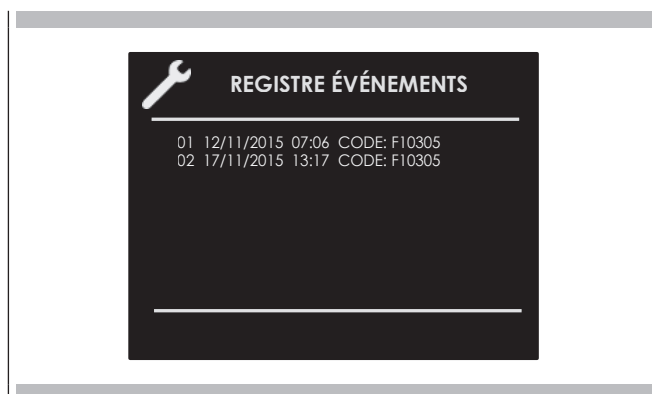 REGISTRE ÉVÉNEMENTS
01 12/11/2015 07:06 CODE: F10305
02 17/11/2015 13:17 CODE: F10305